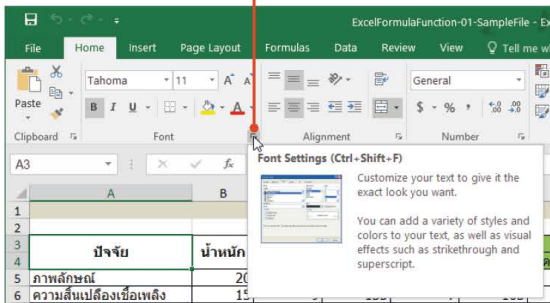 ExcelFormulaFunction-01-SampleFile - Ex
File Home Insert Page Layout Formulas Data Review View Tell me w
Tahoma 11 A A General
Paste B I U A $ % , .00 .00
Clipboard Font Alignment Number
A3 fx
Font Settings (Ctrl+Shift+F)
Customize your text to give it the
exact look you want.
You can add a variety of styles and
colors to your text, as well as visual
effects such as strikethrough and
superscript.
A B
1
2
3 ปัจจัย น้ำหนัก
4
5 ภาพลักษณ์ 20
6 ความสิ้นเปลืองเชื้อเพลิง 15